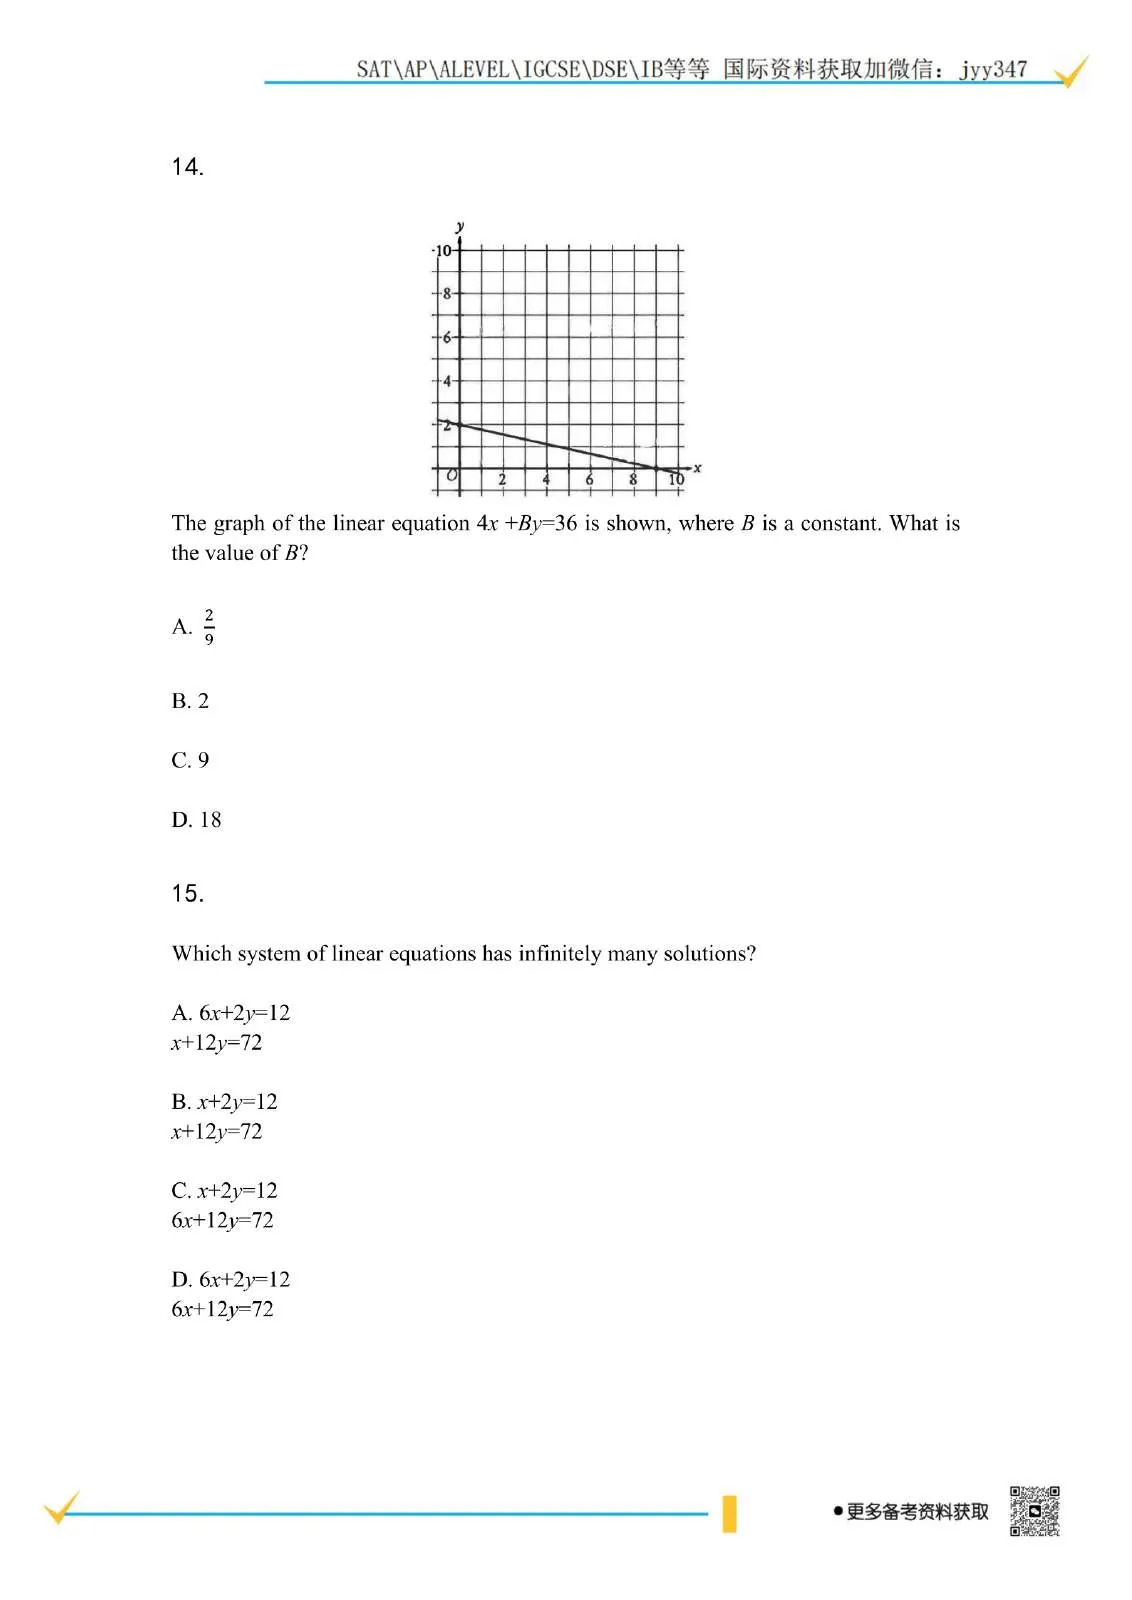 SAT\AP\ALEVEL\IGCSE\DSE\IB等等 国际资料获取加微信：jyy347
14.
y
10
8
6
4
2
O 2 4 6 8 10 x
The graph of the linear equation 4x +By=36 is shown, where B is a constant. What is
the value of B?
A. 2/9
B. 2
C. 9
D. 18
15.
Which system of linear equations has infinitely many solutions?
A. 6x+2y=12
x+12y=72
B. x+2y=12
x+12y=72
C. x+2y=12
6x+12y=72
D. 6x+2y=12
6x+12y=72
●更多备考资料获取